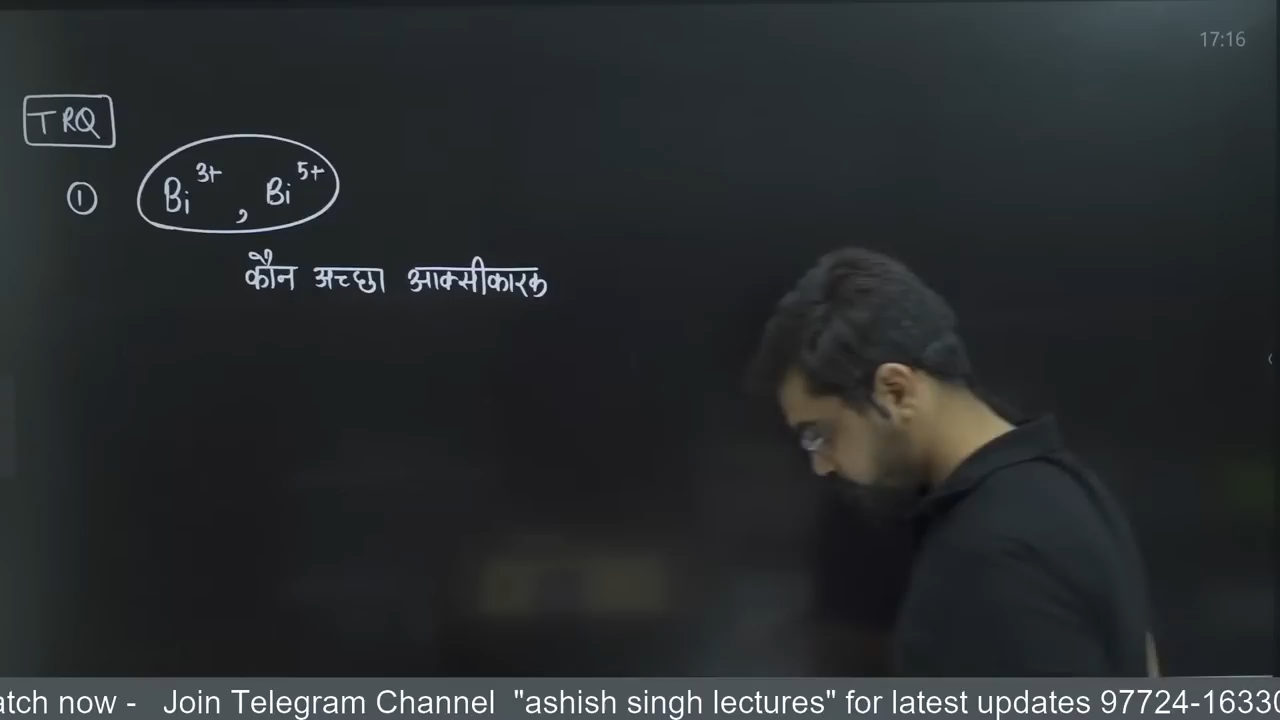 17:16
TRQ
① Bi³⁺, Bi⁵⁺
कौन अच्छा आक्सीकारक
atch now - Join Telegram Channel "ashish singh lectures" for latest updates 97724-16330